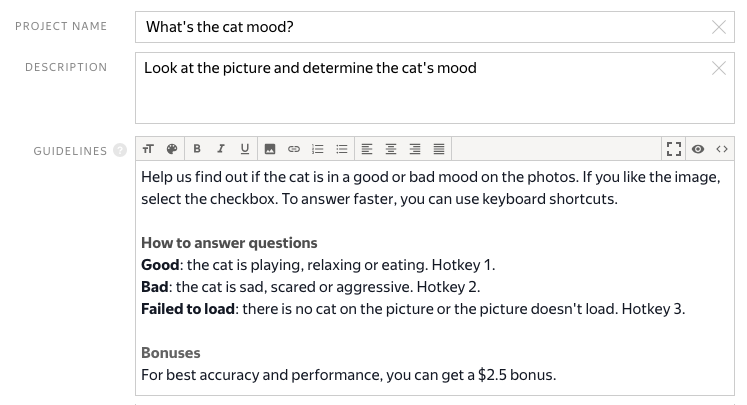 PROJECT NAME
What's the cat mood?
DESCRIPTION
Look at the picture and determine the cat's mood
GUIDELINES ?
B I U
Help us find out if the cat is in a good or bad mood on the photos. If you like the image,
select the checkbox. To answer faster, you can use keyboard shortcuts.
How to answer questions
Good: the cat is playing, relaxing or eating. Hotkey 1.
Bad: the cat is sad, scared or aggressive. Hotkey 2.
Failed to load: there is no cat on the picture or the picture doesn't load. Hotkey 3.
Bonuses
For best accuracy and performance, you can get a $2.5 bonus.